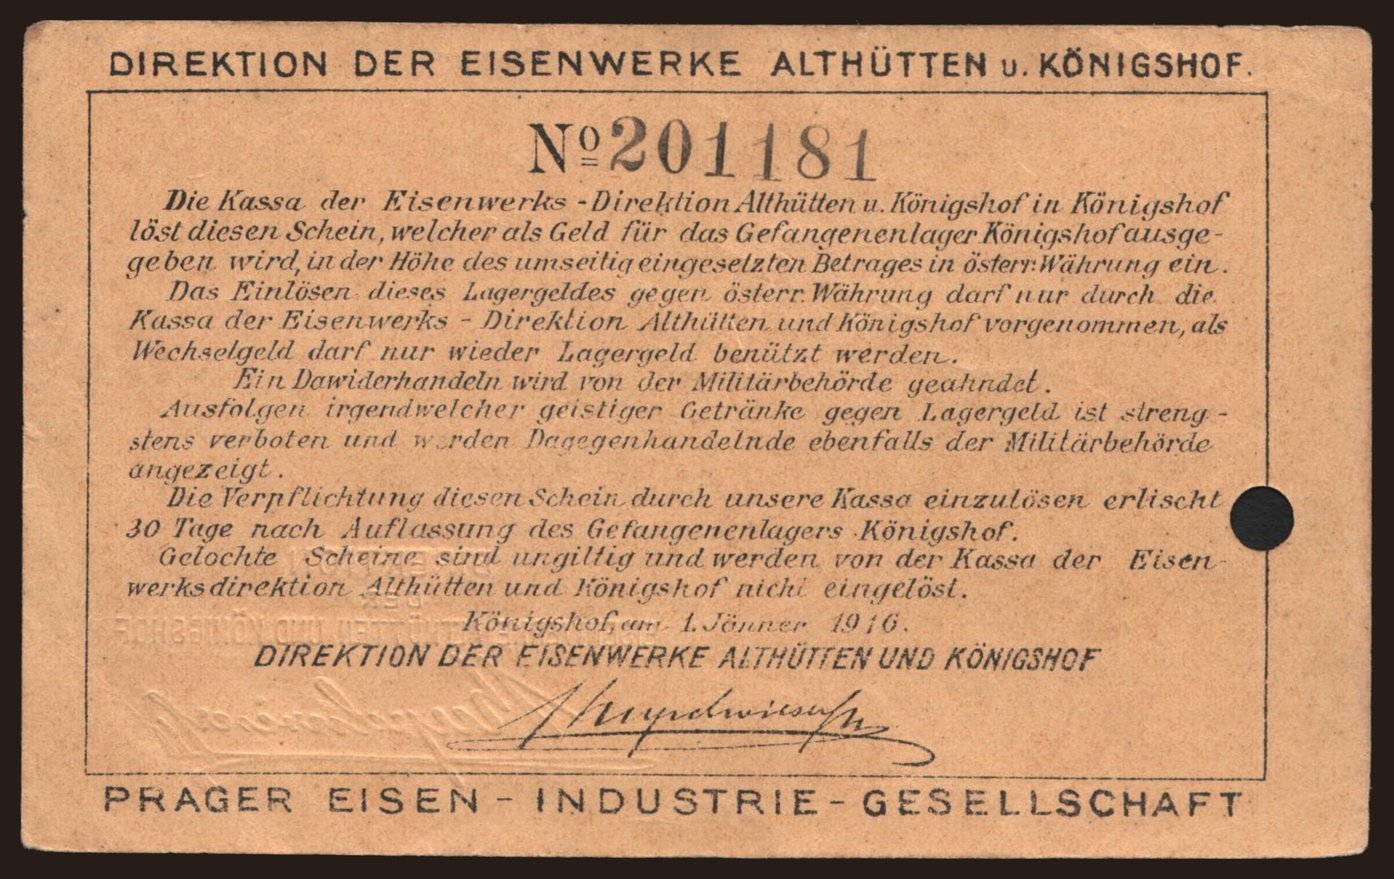 DIREKTION DER EISENWERKE ALTHÜTTEN u. KÖNIGSHOF.
No 201181
Die Kassa der Eisenwerks - Direktion Althütten u. Königshof in Königshof
löst diesen Schein, welcher als Geld für das Gefangenenlager Königshof ausge-
geben wird, in der Höhe des umseitig eingesetzten Betrages in österr. Währung ein.
Das Einlösen dieses Lagergeldes gegen österr. Währung darf nur durch die
Kassa der Eisenwerks - Direktion Althütten und Königshof vorgenommen, als
Wechselgeld darf nur wieder Lagergeld benützt werden.
Ein Dawiderhandeln wird von der Militärbehörde geahndet.
Ausfolgen irgendwelcher geistiger Getränke gegen Lagergeld ist streng -
stens verboten und werden Dagegenhandelnde ebenfalls der Militärbehörde
angezeigt.
Die Verpflichtung diesen Schein durch unsere Kassa einzulösen erlischt
30 Tage nach Auflassung des Gefangenenlagers Königshof.
Gelochte Scheine sind ungiltig und werden von der Kassa der Eisen-
werksdirektion Althütten und Königshof nicht eingelöst.
Königshof, am 1. Jänner 1916.
DIREKTION DER EISENWERKE ALTHÜTTEN UND KÖNIGSHOF
PRAGER EISEN - INDUSTRIE - GESELLSCHAFT